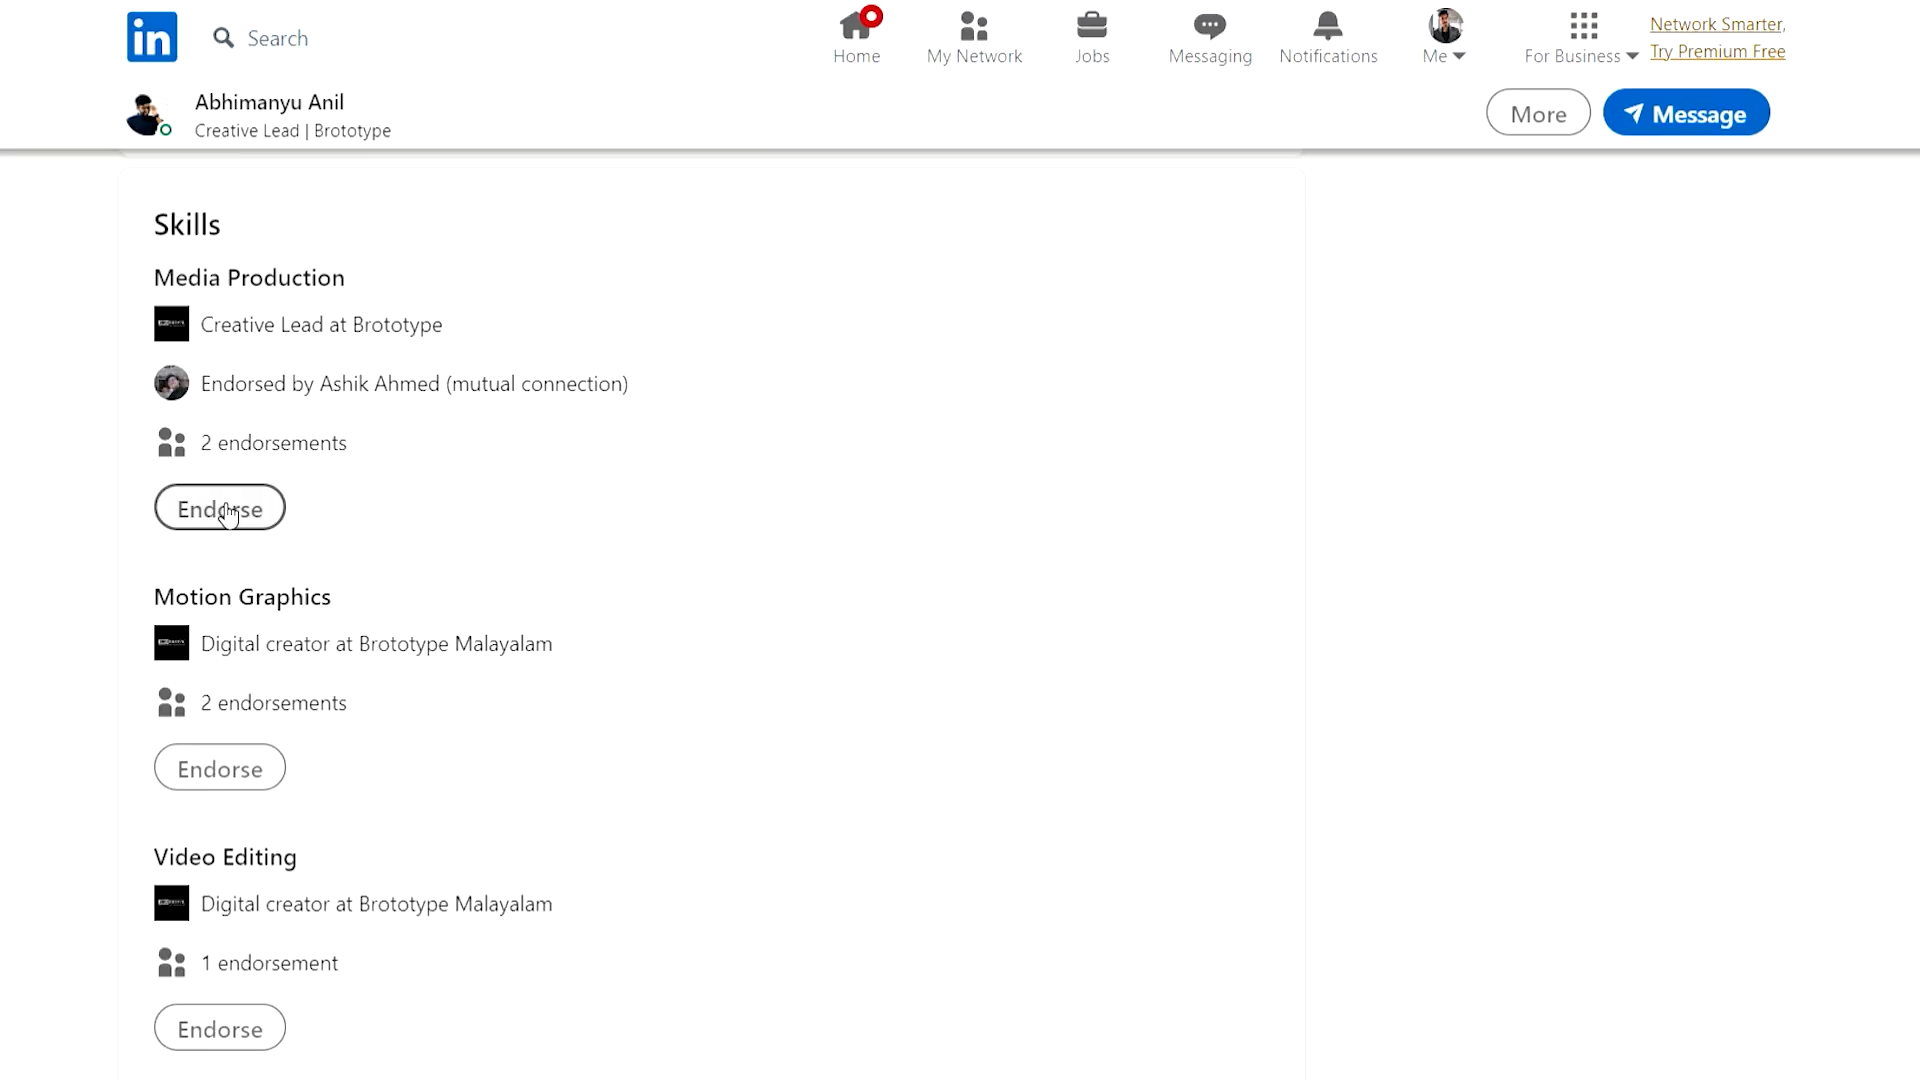 in
Search
Home
My Network
Jobs
Messaging
Notifications
Me
For Business
Network Smarter,
Try Premium Free
Abhimanyu Anil
Creative Lead | Brototype
More
Message
Skills
Media Production
Creative Lead at Brototype
Endorsed by Ashik Ahmed (mutual connection)
2 endorsements
Endorse
Motion Graphics
Digital creator at Brototype Malayalam
2 endorsements
Endorse
Video Editing
Digital creator at Brototype Malayalam
1 endorsement
Endorse